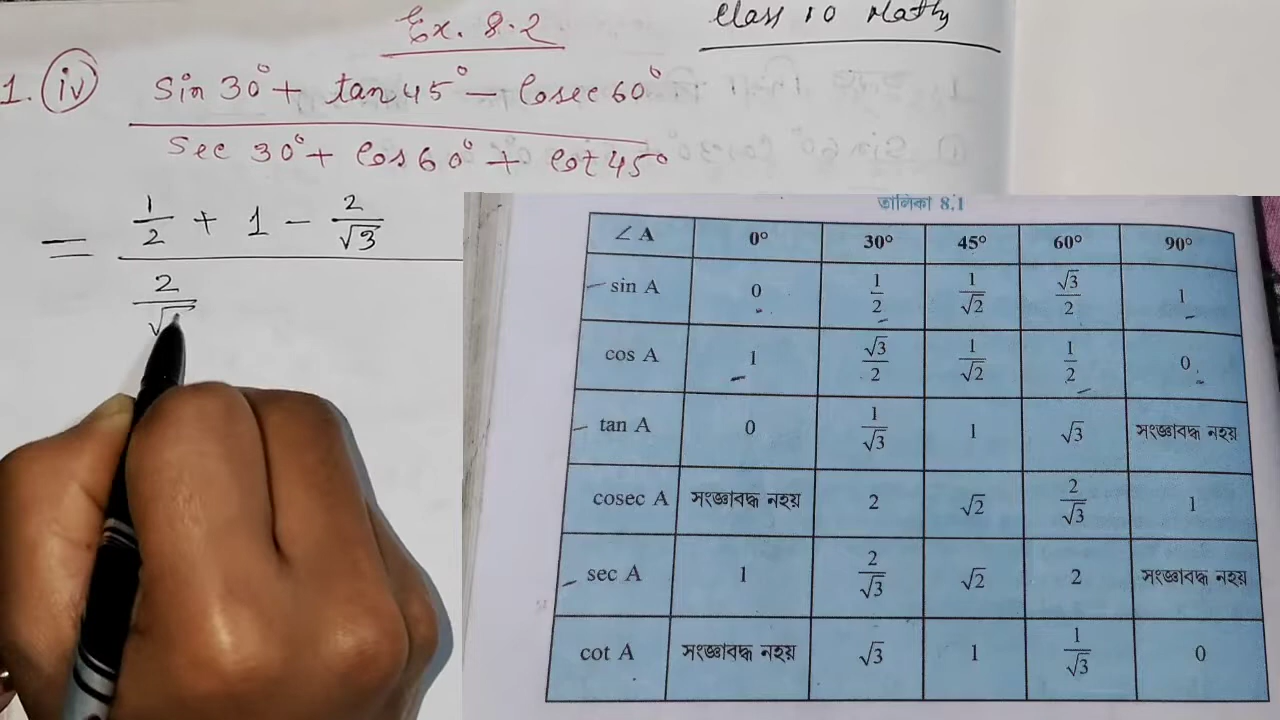 Ex. 8.2
Class 10 Maths
1. (iv) Sin 30° + tan 45° − Cosec 60°
Sec 30° + Cos 60° + Cot 45°
= 1/2 + 1 − 2/√3
2/√
তালিকা 8.1
∠A 0° 30° 45° 60° 90°
sin A 0 1/2 1/√2 √3/2 1
cos A 1 √3/2 1/√2 1/2 0
tan A 0 1/√3 1 √3 সংজ্ঞাবদ্ধ নহয়
cosec A সংজ্ঞাবদ্ধ নহয় 2 √2 2/√3 1
sec A 1 2/√3 √2 2 সংজ্ঞাবদ্ধ নহয়
cot A সংজ্ঞাবদ্ধ নহয় √3 1 1/√3 0